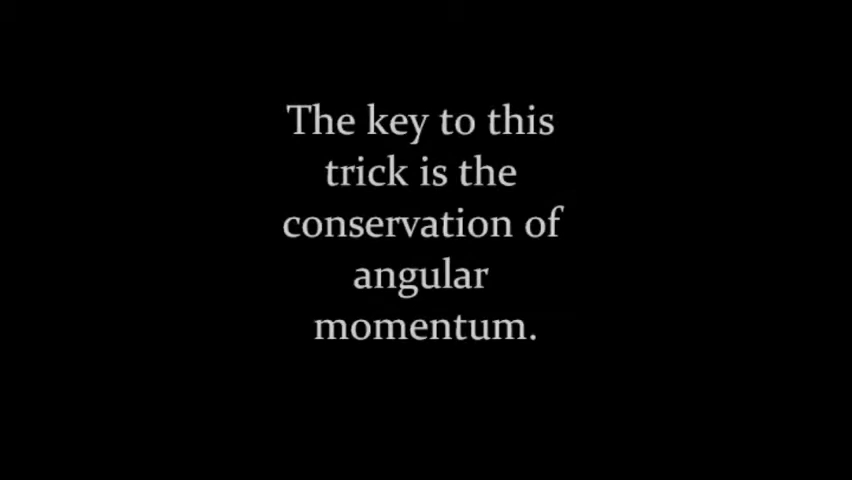 The key to this
trick is the
conservation of
angular
momentum.